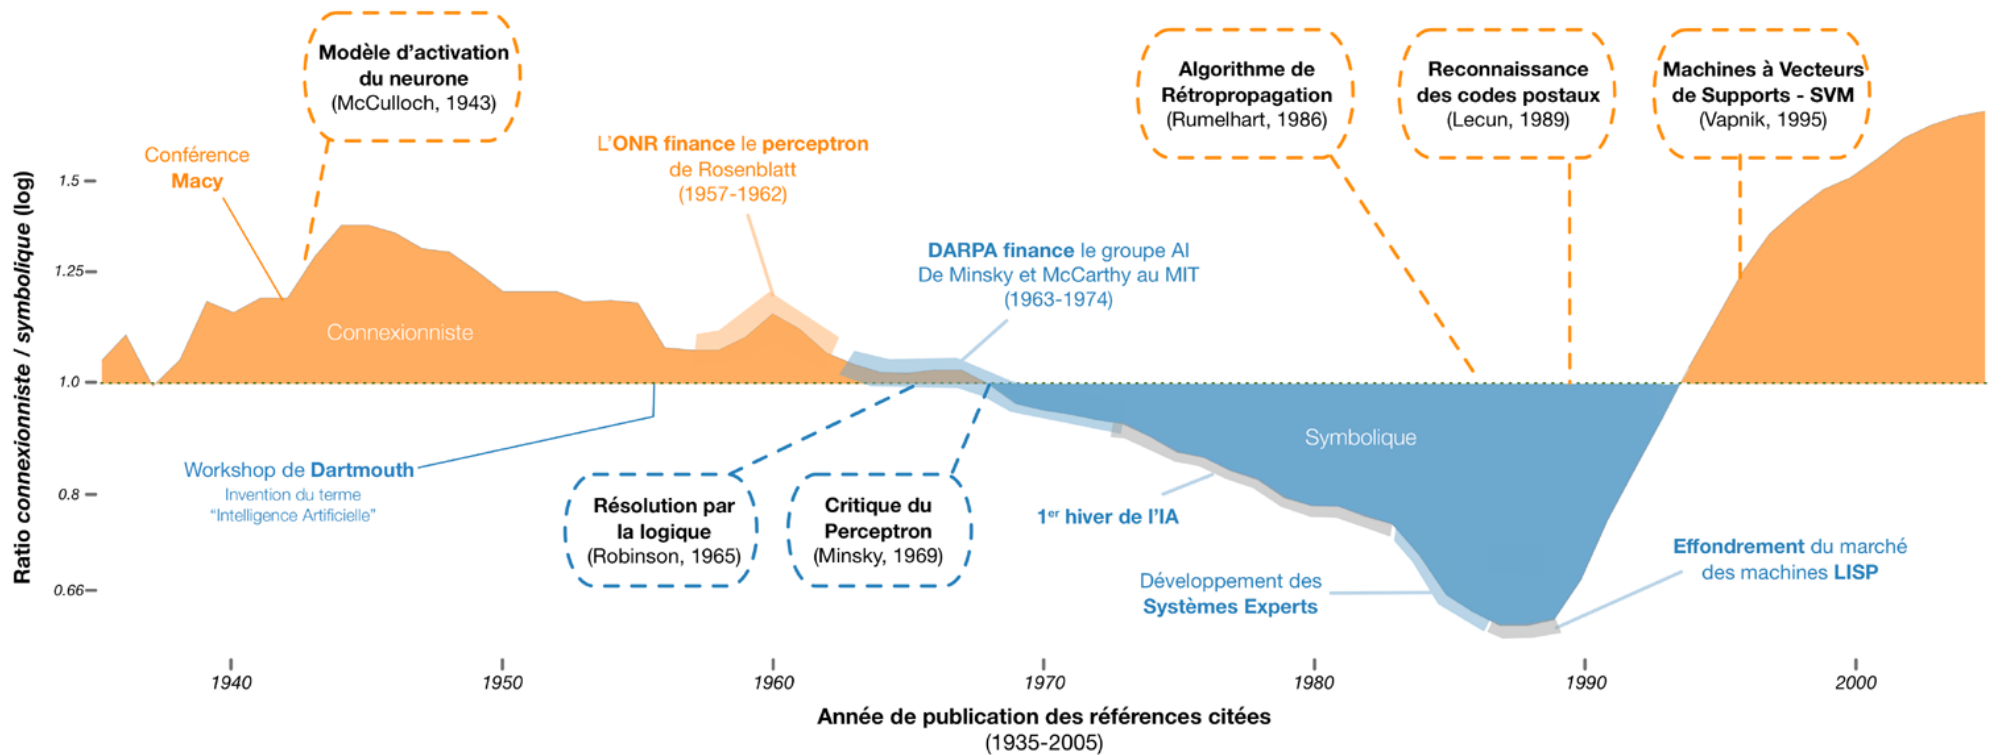 Modèle d'activation
du neurone
(McCulloch, 1943)
Algorithme de
Rétropropagation
(Rumelhart, 1986)
Reconnaissance
des codes postaux
(Lecun, 1989)
Machines à Vecteurs
de Supports - SVM
(Vapnik, 1995)
Conférence
Macy
L'ONR finance le perceptron
de Rosenblatt
(1957-1962)
DARPA finance le groupe AI
De Minsky et McCarthy au MIT
(1963-1974)
Ratio connexionniste / symbolique (log)
1.5
1.25
1.0
0.8
0.66
Connexionniste
Symbolique
Workshop de Dartmouth
Invention du terme
"Intelligence Artificielle"
Résolution par
la logique
(Robinson, 1965)
Critique du
Perceptron
(Minsky, 1969)
1er hiver de l'IA
Développement des
Systèmes Experts
Effondrement du marché
des machines LISP
1940
1950
1960
1970
1980
1990
2000
Année de publication des références citées
(1935-2005)